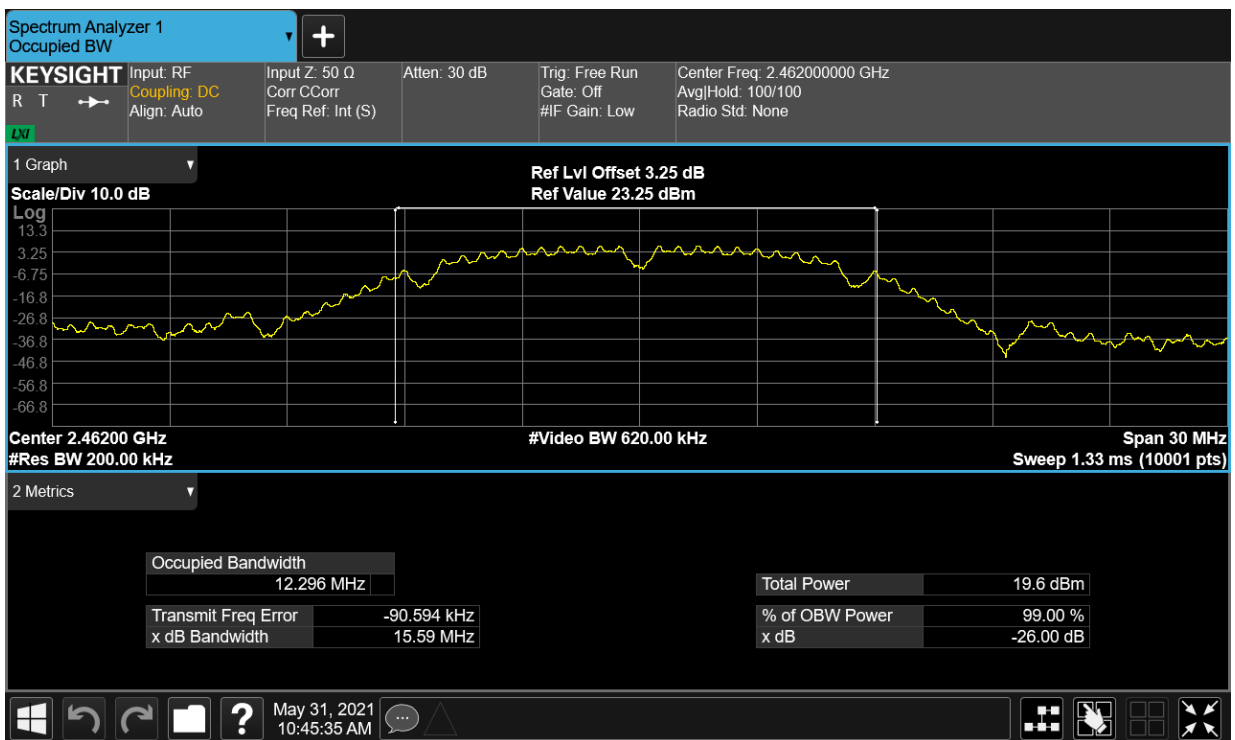 Spectrum Analyzer 1
Occupied BW
KEYSIGHT Input: RF Input Z: 50 Ω Atten: 30 dB Trig: Free Run Center Freq: 2.462000000 GHz
R T Coupling: DC Corr CCorr Gate: Off Avg|Hold: 100/100
Align: Auto Freq Ref: Int (S) #IF Gain: Low Radio Std: None
LXI
1 Graph
Ref Lvl Offset 3.25 dB
Scale/Div 10.0 dB Ref Value 23.25 dBm
Log
13.3
3.25
-6.75
-16.8
-26.8
-36.8
-46.8
-56.8
-66.8
Center 2.46200 GHz #Video BW 620.00 kHz Span 30 MHz
#Res BW 200.00 kHz Sweep 1.33 ms (10001 pts)
2 Metrics
Occupied Bandwidth
12.296 MHz Total Power 19.6 dBm
Transmit Freq Error -90.594 kHz % of OBW Power 99.00 %
x dB Bandwidth 15.59 MHz x dB -26.00 dB
? May 31, 2021
10:45:35 AM